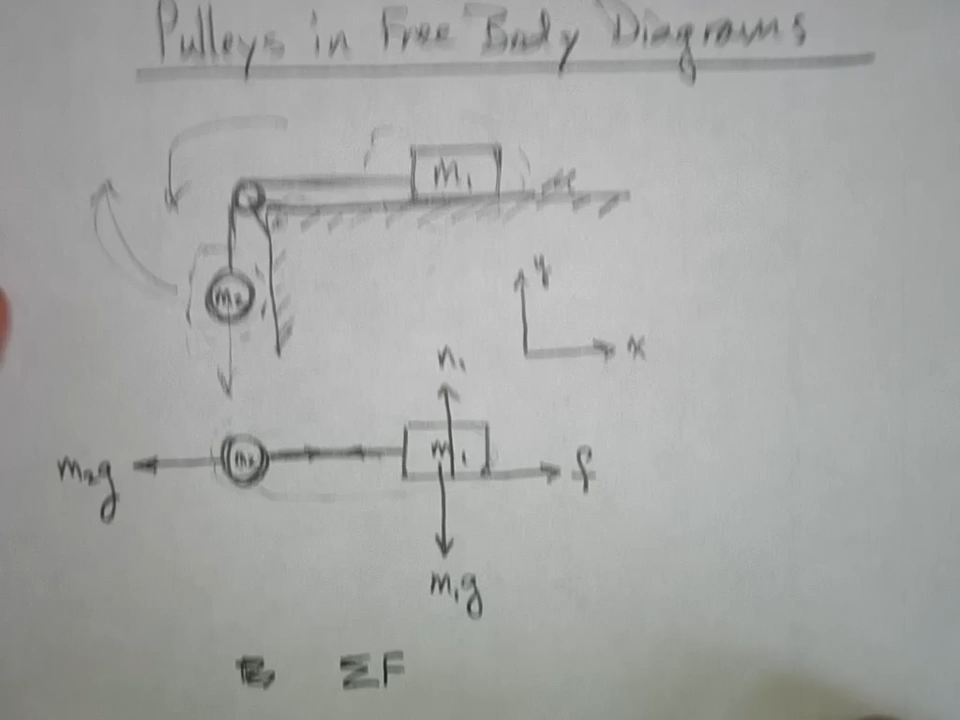 Pulleys in Free Body Diagrams
m₁
m₂
y
x
n₁
m₂g
m₂
m₁
f
m₁g
ΣF